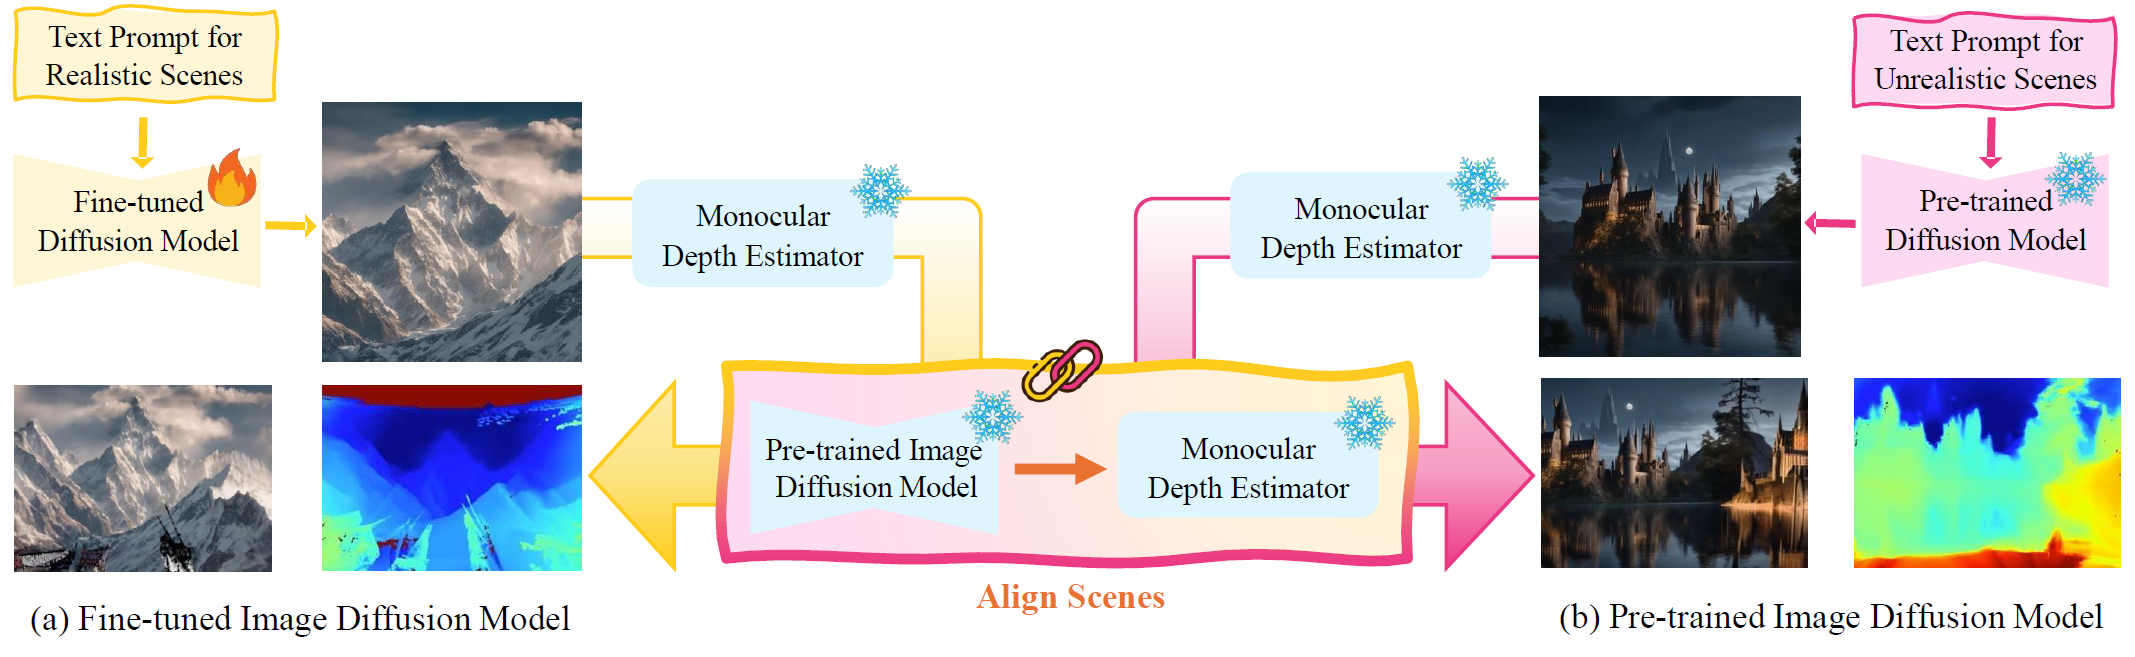 Text Prompt for
Realistic Scenes
Fine-tuned
Diffusion Model
Monocular
Depth Estimator
Monocular
Depth Estimator
Text Prompt for
Unrealistic Scenes
Pre-trained
Diffusion Model
Pre-trained Image
Diffusion Model
Monocular
Depth Estimator
Align Scenes
(a) Fine-tuned Image Diffusion Model
(b) Pre-trained Image Diffusion Model